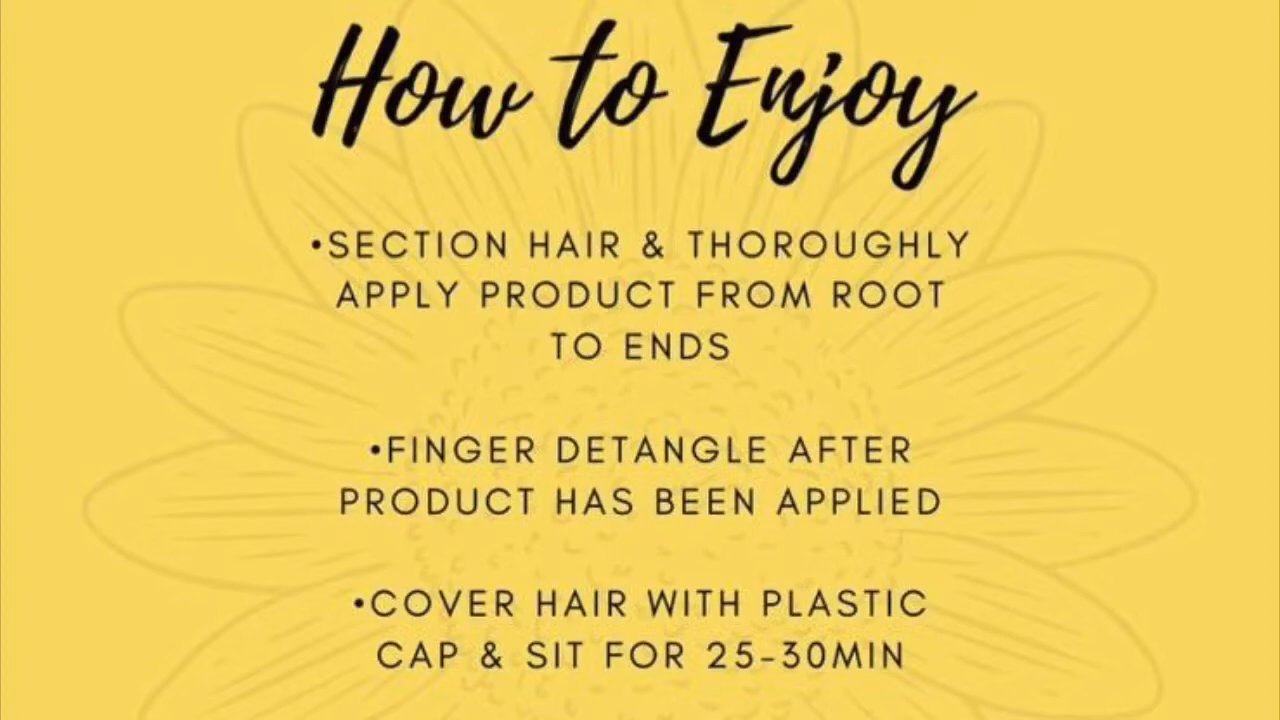 How to Enjoy
•SECTION HAIR & THOROUGHLY
APPLY PRODUCT FROM ROOT
TO ENDS
•FINGER DETANGLE AFTER
PRODUCT HAS BEEN APPLIED
•COVER HAIR WITH PLASTIC
CAP & SIT FOR 25-30MIN